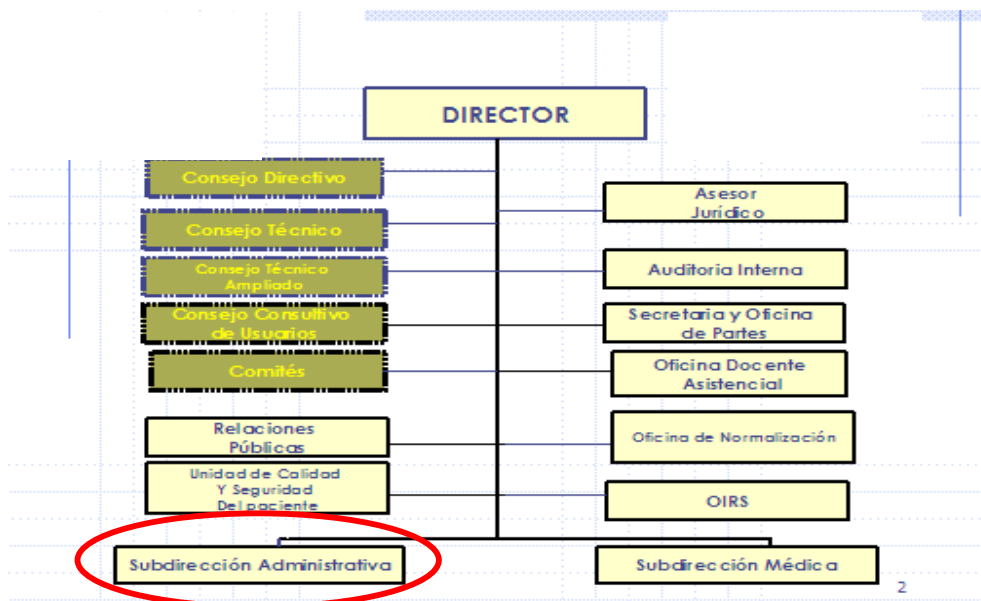 DIRECTOR
Consejo Directivo
Consejo Técnico
Consejo Técnico
Ampliado
Consejo Consultivo
de Usuarios
Comités
Relaciones
Públicas
Unidad de Calidad
Y Seguridad
Del paciente
Asesor
Jurídico
Auditoria Interna
Secretaria y Oficina
de Partes
Oficina Docente
Asistencial
Oficina de Normalización
OIRS
Subdirección Administrativa
Subdirección Médica
2